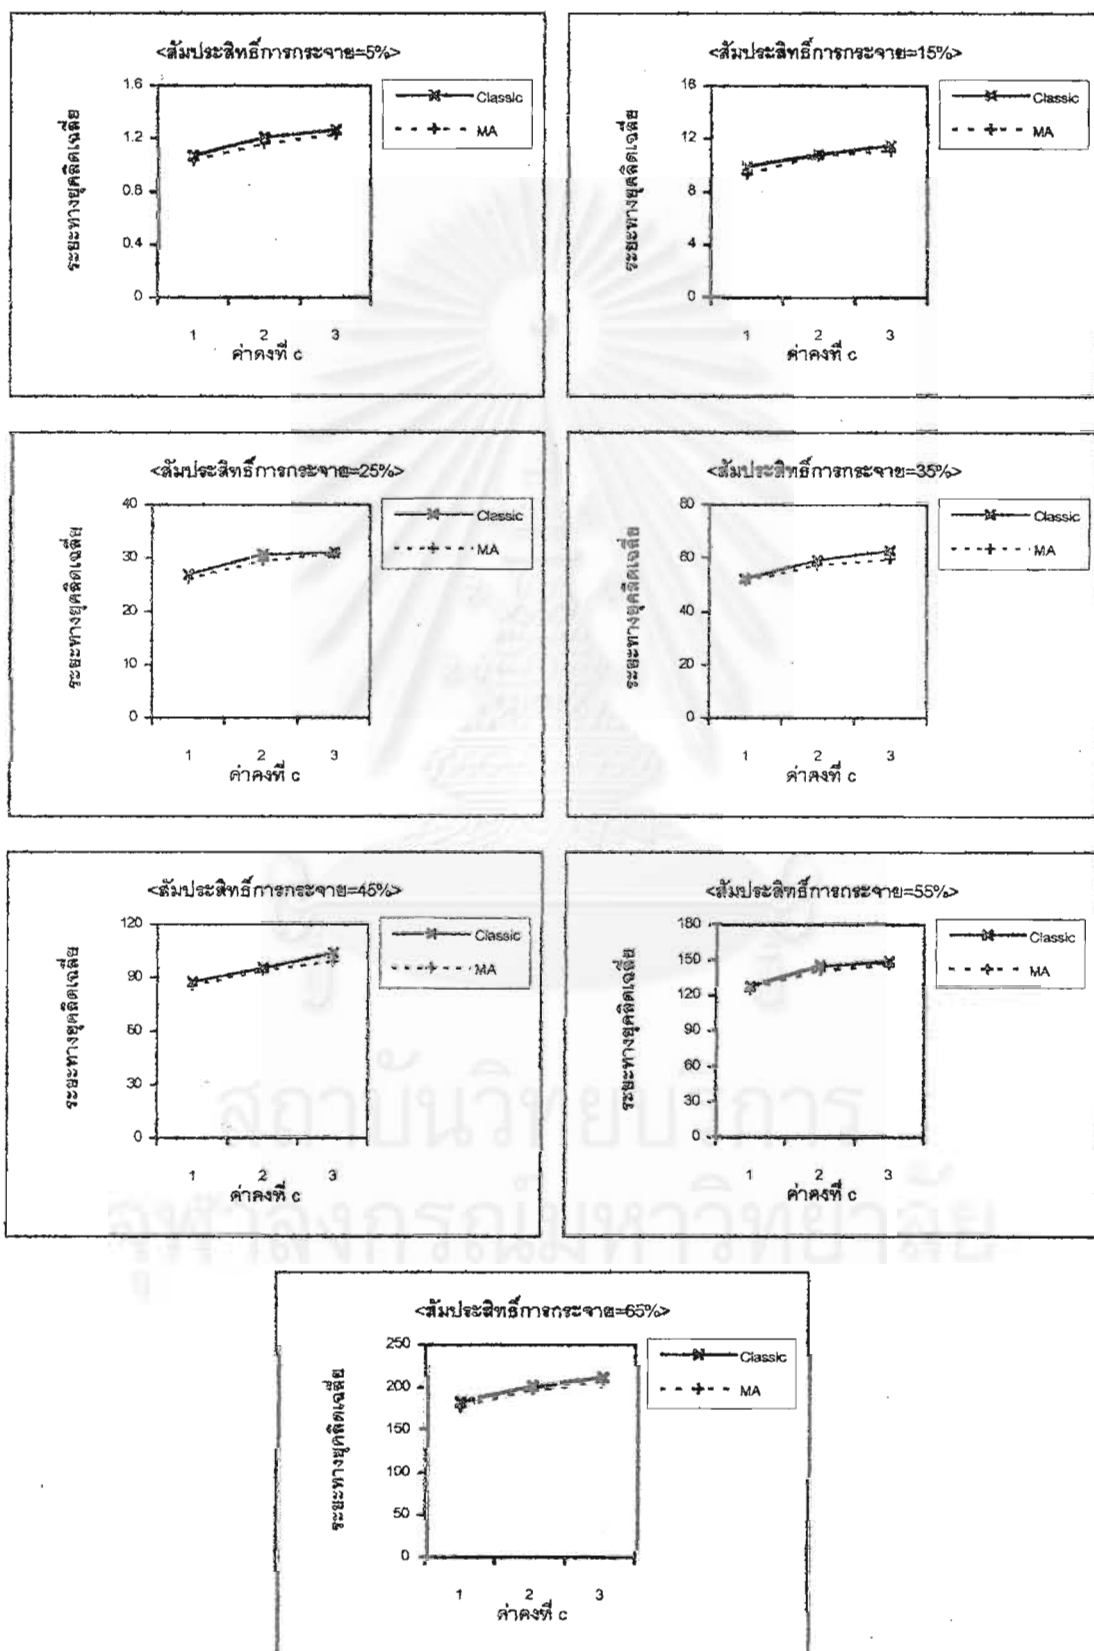 <สัมประสิทธิ์การกระจาย=5%>
1.6
1.2
0.8
0.4
0
ระยะทางยุคลิดเฉลี่ย
1 2 3
ค่าคงที่ c
Classic
MA
<สัมประสิทธิ์การกระจาย=15%>
16
12
8
4
0
ระยะทางยุคลิดเฉลี่ย
1 2 3
ค่าคงที่ c
Classic
MA
<สัมประสิทธิ์การกระจาย=25%>
40
30
20
10
0
ระยะทางยุคลิดเฉลี่ย
1 2 3
ค่าคงที่ c
Classic
MA
<สัมประสิทธิ์การกระจาย=35%>
80
60
40
20
0
ระยะทางยุคลิดเฉลี่ย
1 2 3
ค่าคงที่ c
Classic
MA
<สัมประสิทธิ์การกระจาย=45%>
120
90
60
30
0
ระยะทางยุคลิดเฉลี่ย
1 2 3
ค่าคงที่ c
Classic
MA
<สัมประสิทธิ์การกระจาย=55%>
180
150
120
90
60
30
0
ระยะทางยุคลิดเฉลี่ย
1 2 3
ค่าคงที่ c
Classic
MA
<สัมประสิทธิ์การกระจาย=65%>
250
200
150
100
50
0
ระยะทางยุคลิดเฉลี่ย
1 2 3
ค่าคงที่ c
Classic
MA
สถาบันวิทยบริการ
จุฬาลงกรณ์มหาวิทยาลัย